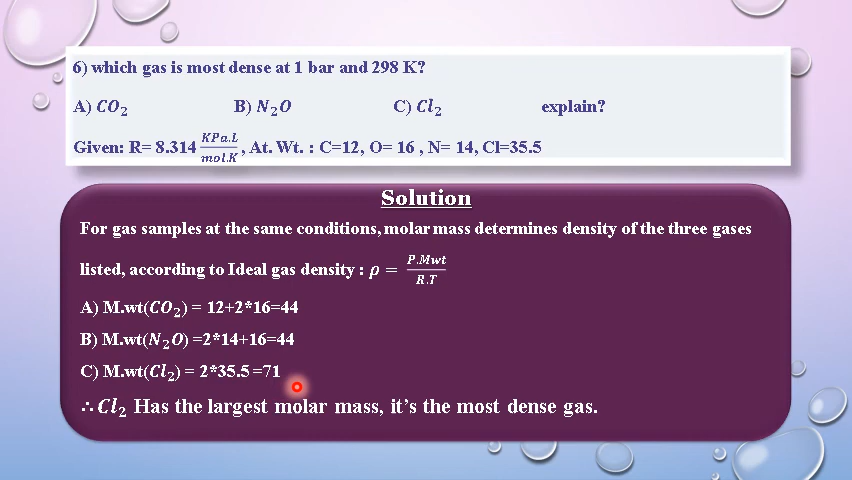 6) which gas is most dense at 1 bar and 298 K?
A) CO₂ B) N₂O C) Cl₂ explain?
Given: R= 8.314 KPa.L/mol.K, At. Wt. : C=12, O= 16 , N= 14, Cl=35.5
Solution
For gas samples at the same conditions, molar mass determines density of the three gases
listed, according to Ideal gas density : ρ = P.Mwt/R.T
A) M.wt(CO₂) = 12+2*16=44
B) M.wt(N₂O) =2*14+16=44
C) M.wt(Cl₂) = 2*35.5 =71
∴ Cl₂ Has the largest molar mass, it's the most dense gas.